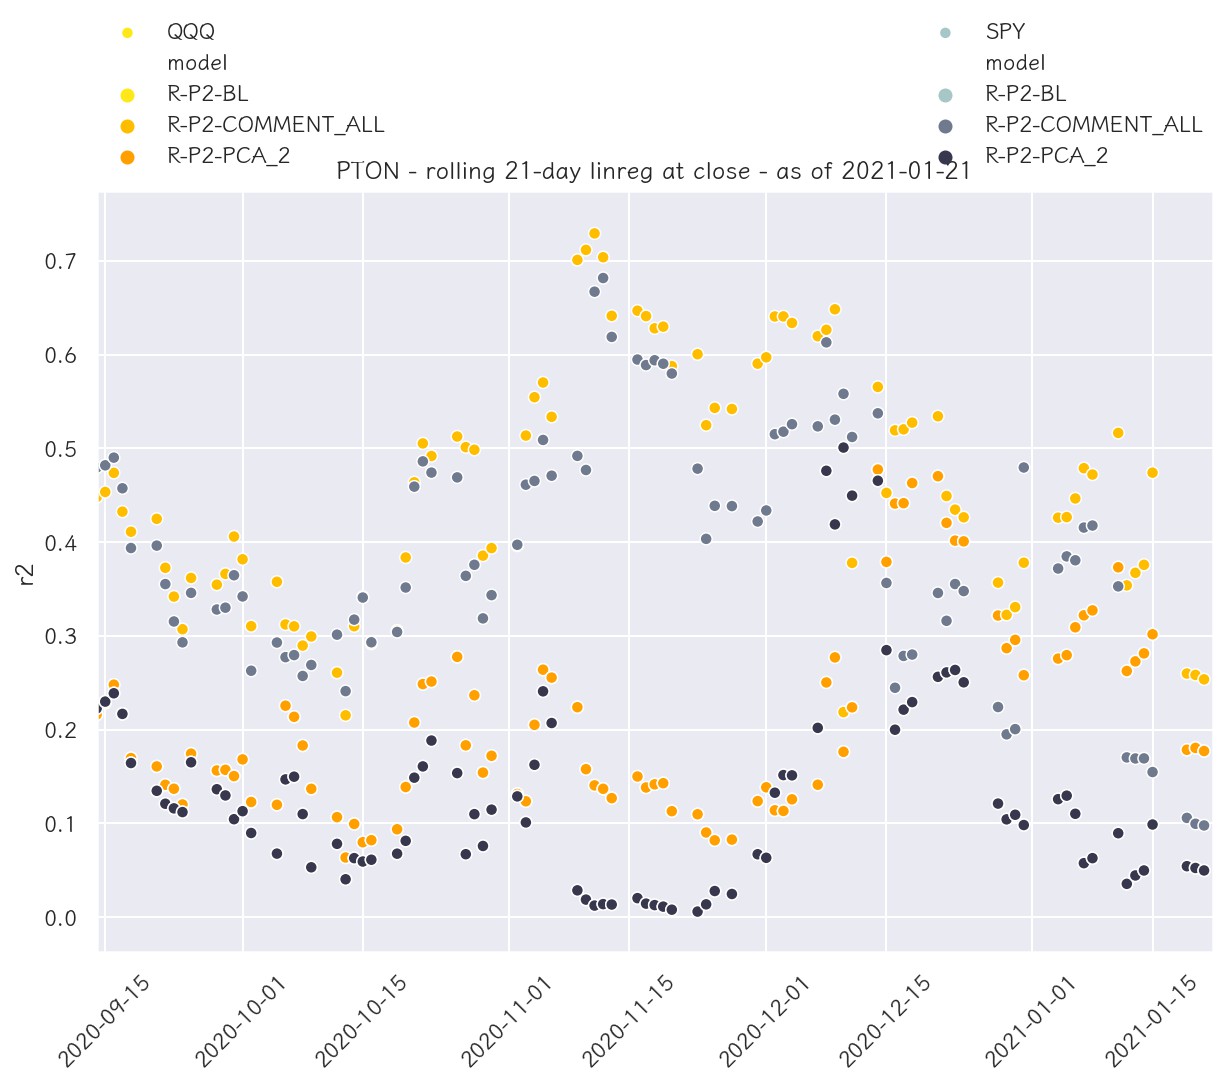 QQQ
model
R-P2-BL
R-P2-COMMENT_ALL
R-P2-PCA_2
SPY
model
R-P2-BL
R-P2-COMMENT_ALL
R-P2-PCA_2
PTON - rolling 21-day linreg at close - as of 2021-01-21
r2
0.7
0.6
0.5
0.4
0.3
0.2
0.1
0.0
2020-09-15
2020-10-01
2020-10-15
2020-11-01
2020-11-15
2020-12-01
2020-12-15
2021-01-01
2021-01-15